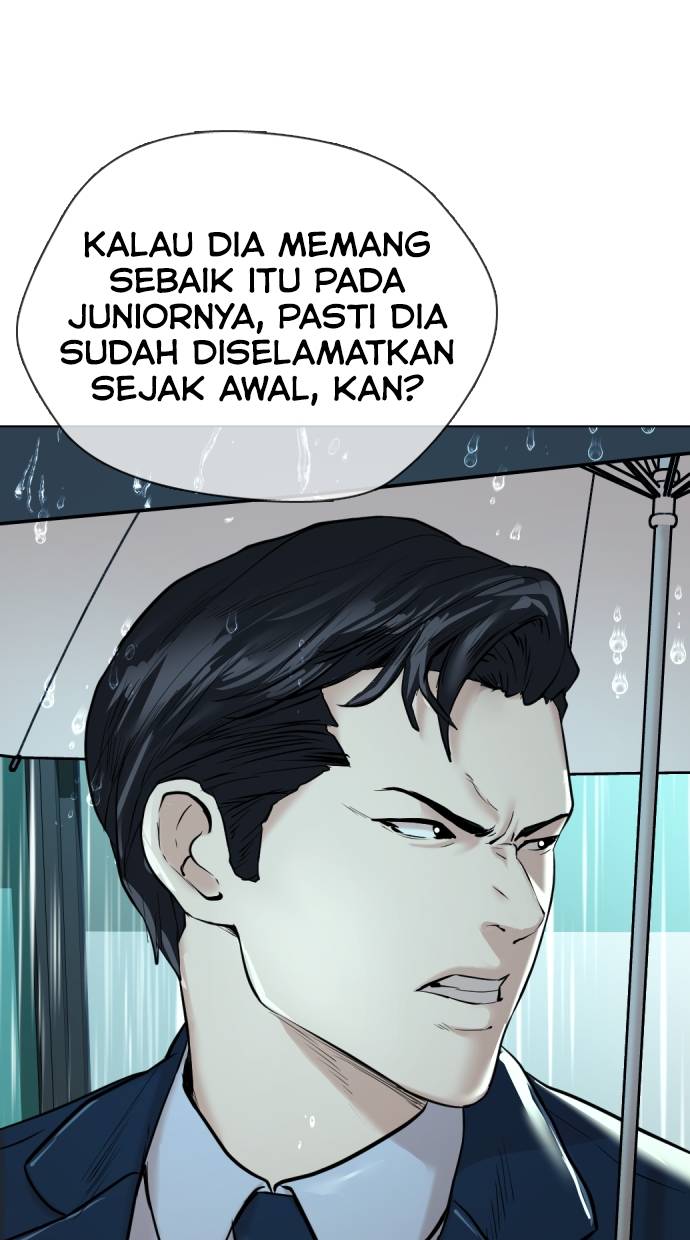 KALAU DIA MEMANG
SEBAIK ITU PADA
JUNIORNYA, PASTI DIA
SUDAH DISELAMATKAN
SEJAK AWAL, KAN?